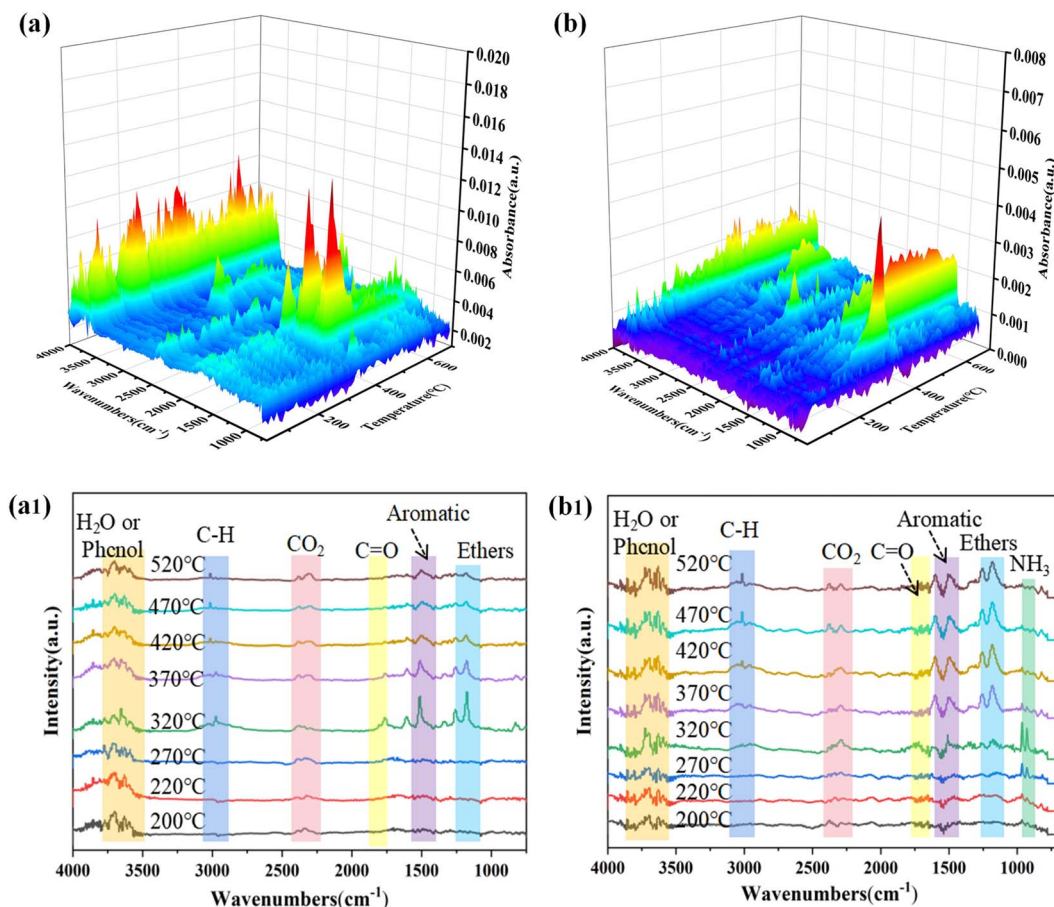 (a)
0.020
0.018
0.016
0.014
0.012
0.010
0.008
0.006
0.004
0.002
Absorbance(a.u.)
4000
3500
3000
2500
2000
1500
1000
Wavenumbers(cm⁻¹)
200
400
600
Temperature(°C)
(b)
0.008
0.007
0.006
0.005
0.004
0.003
0.002
0.001
0.000
Absorbance(a.u.)
4000
3500
3000
2500
2000
1500
1000
Wavenumbers(cm⁻¹)
200
400
600
Temperature(°C)
(a1)
H₂O or
Phenol
C-H
CO₂
C=O
Aromatic
Ethers
520°C
470°C
420°C
370°C
320°C
270°C
220°C
200°C
Intensity(a.u.)
4000 3500 3000 2500 2000 1500 1000
Wavenumbers(cm⁻¹)
(b1)
H₂O or
Phenol
C-H
CO₂
C=O
Aromatic
Ethers
NH₃
520°C
470°C
420°C
370°C
320°C
270°C
220°C
200°C
Intensity(a.u.)
4000 3500 3000 2500 2000 1500 1000
Wavenumbers(cm⁻¹)